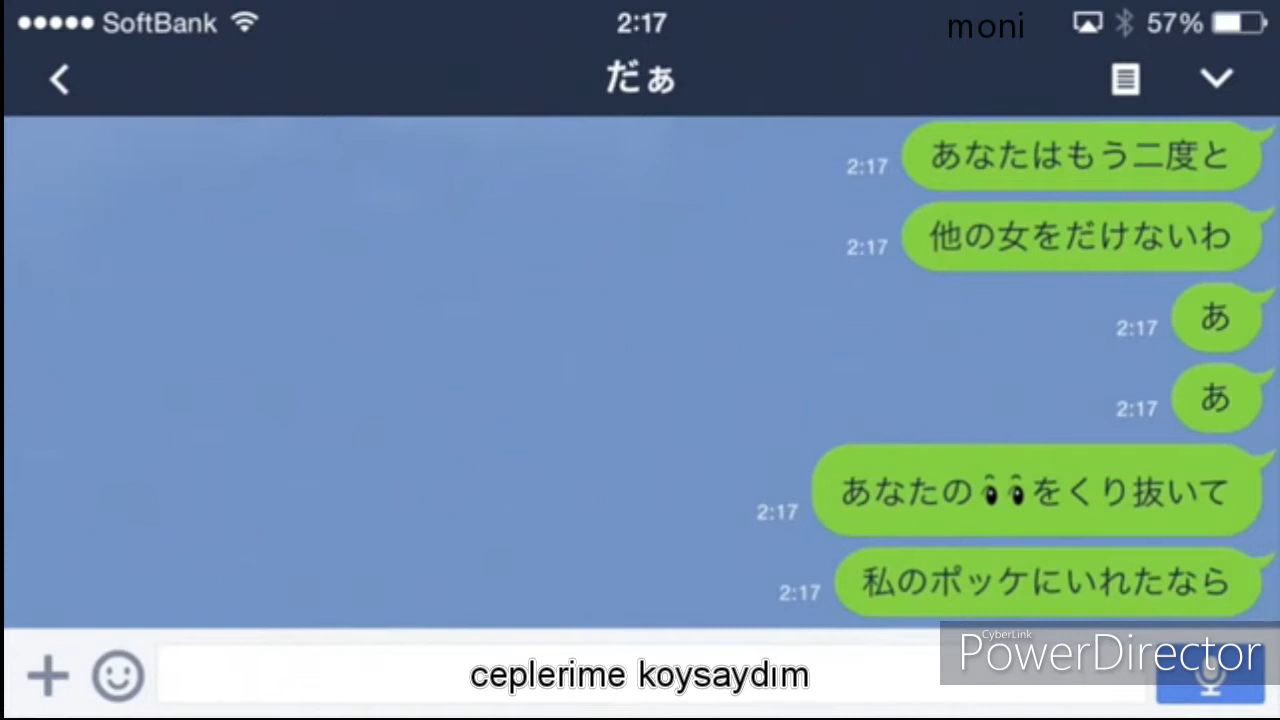 SoftBank 2:17 moni 57%
だぁ
2:17 あなたはもう二度と
2:17 他の女をだけないわ
2:17 あ
2:17 あ
2:17 あなたの👀をくり抜いて
2:17 私のポッケにいれたなら
CyberLink
PowerDirector
ceplerime koysaydım